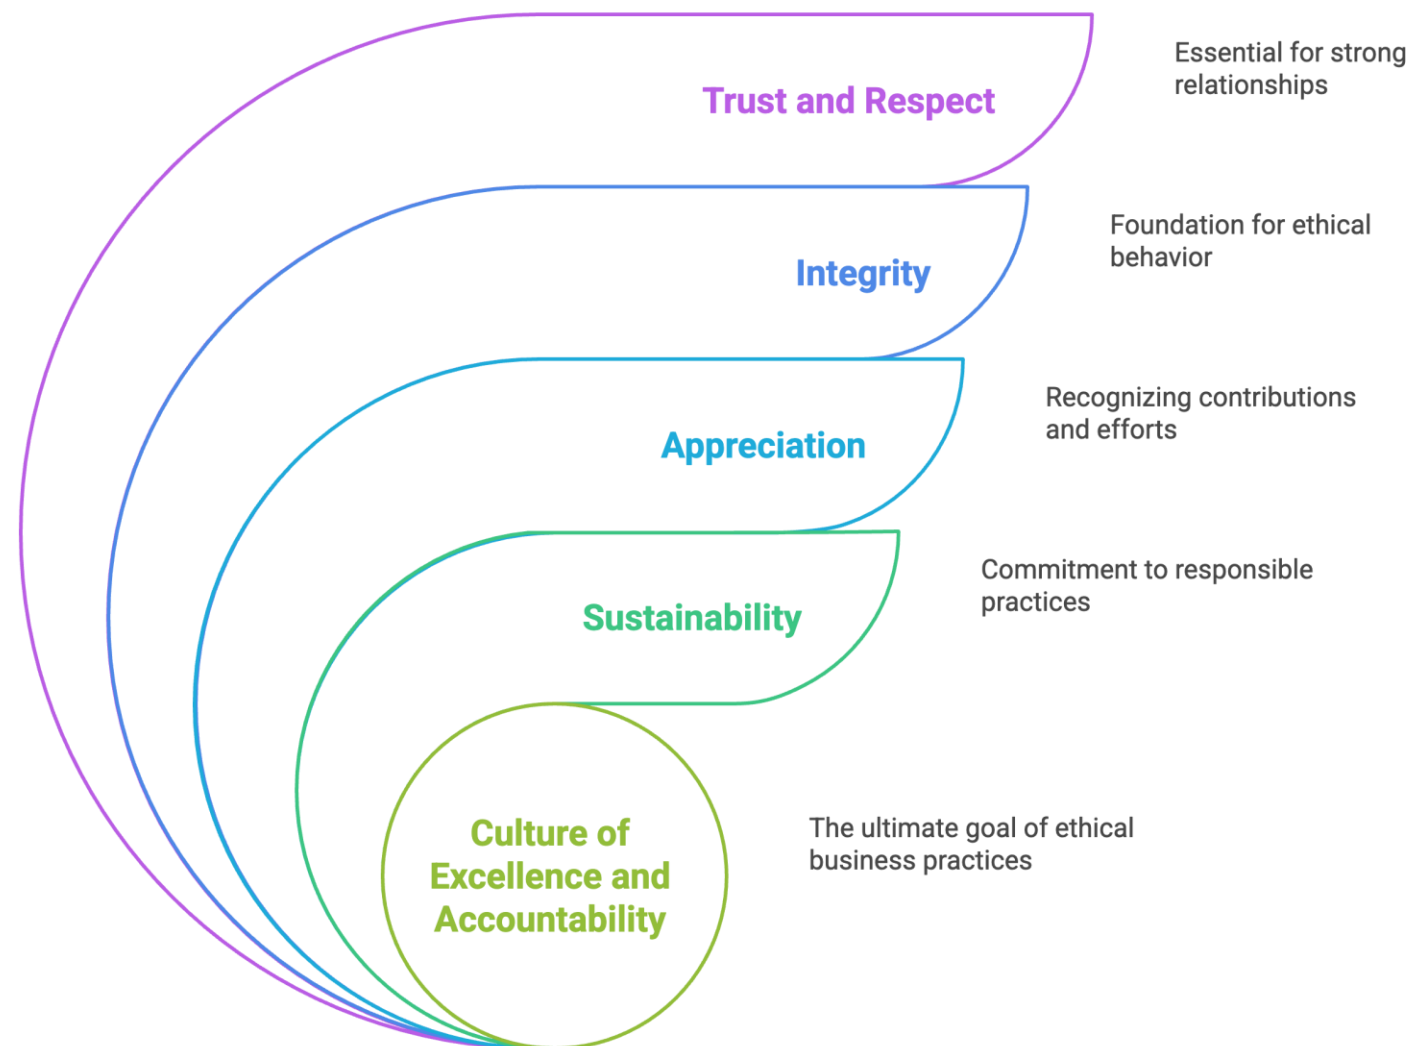 Trust and Respect
Essential for strong
relationships
Integrity
Foundation for ethical
behavior
Appreciation
Recognizing contributions
and efforts
Sustainability
Commitment to responsible
practices
Culture of
Excellence and
Accountability
The ultimate goal of ethical
business practices